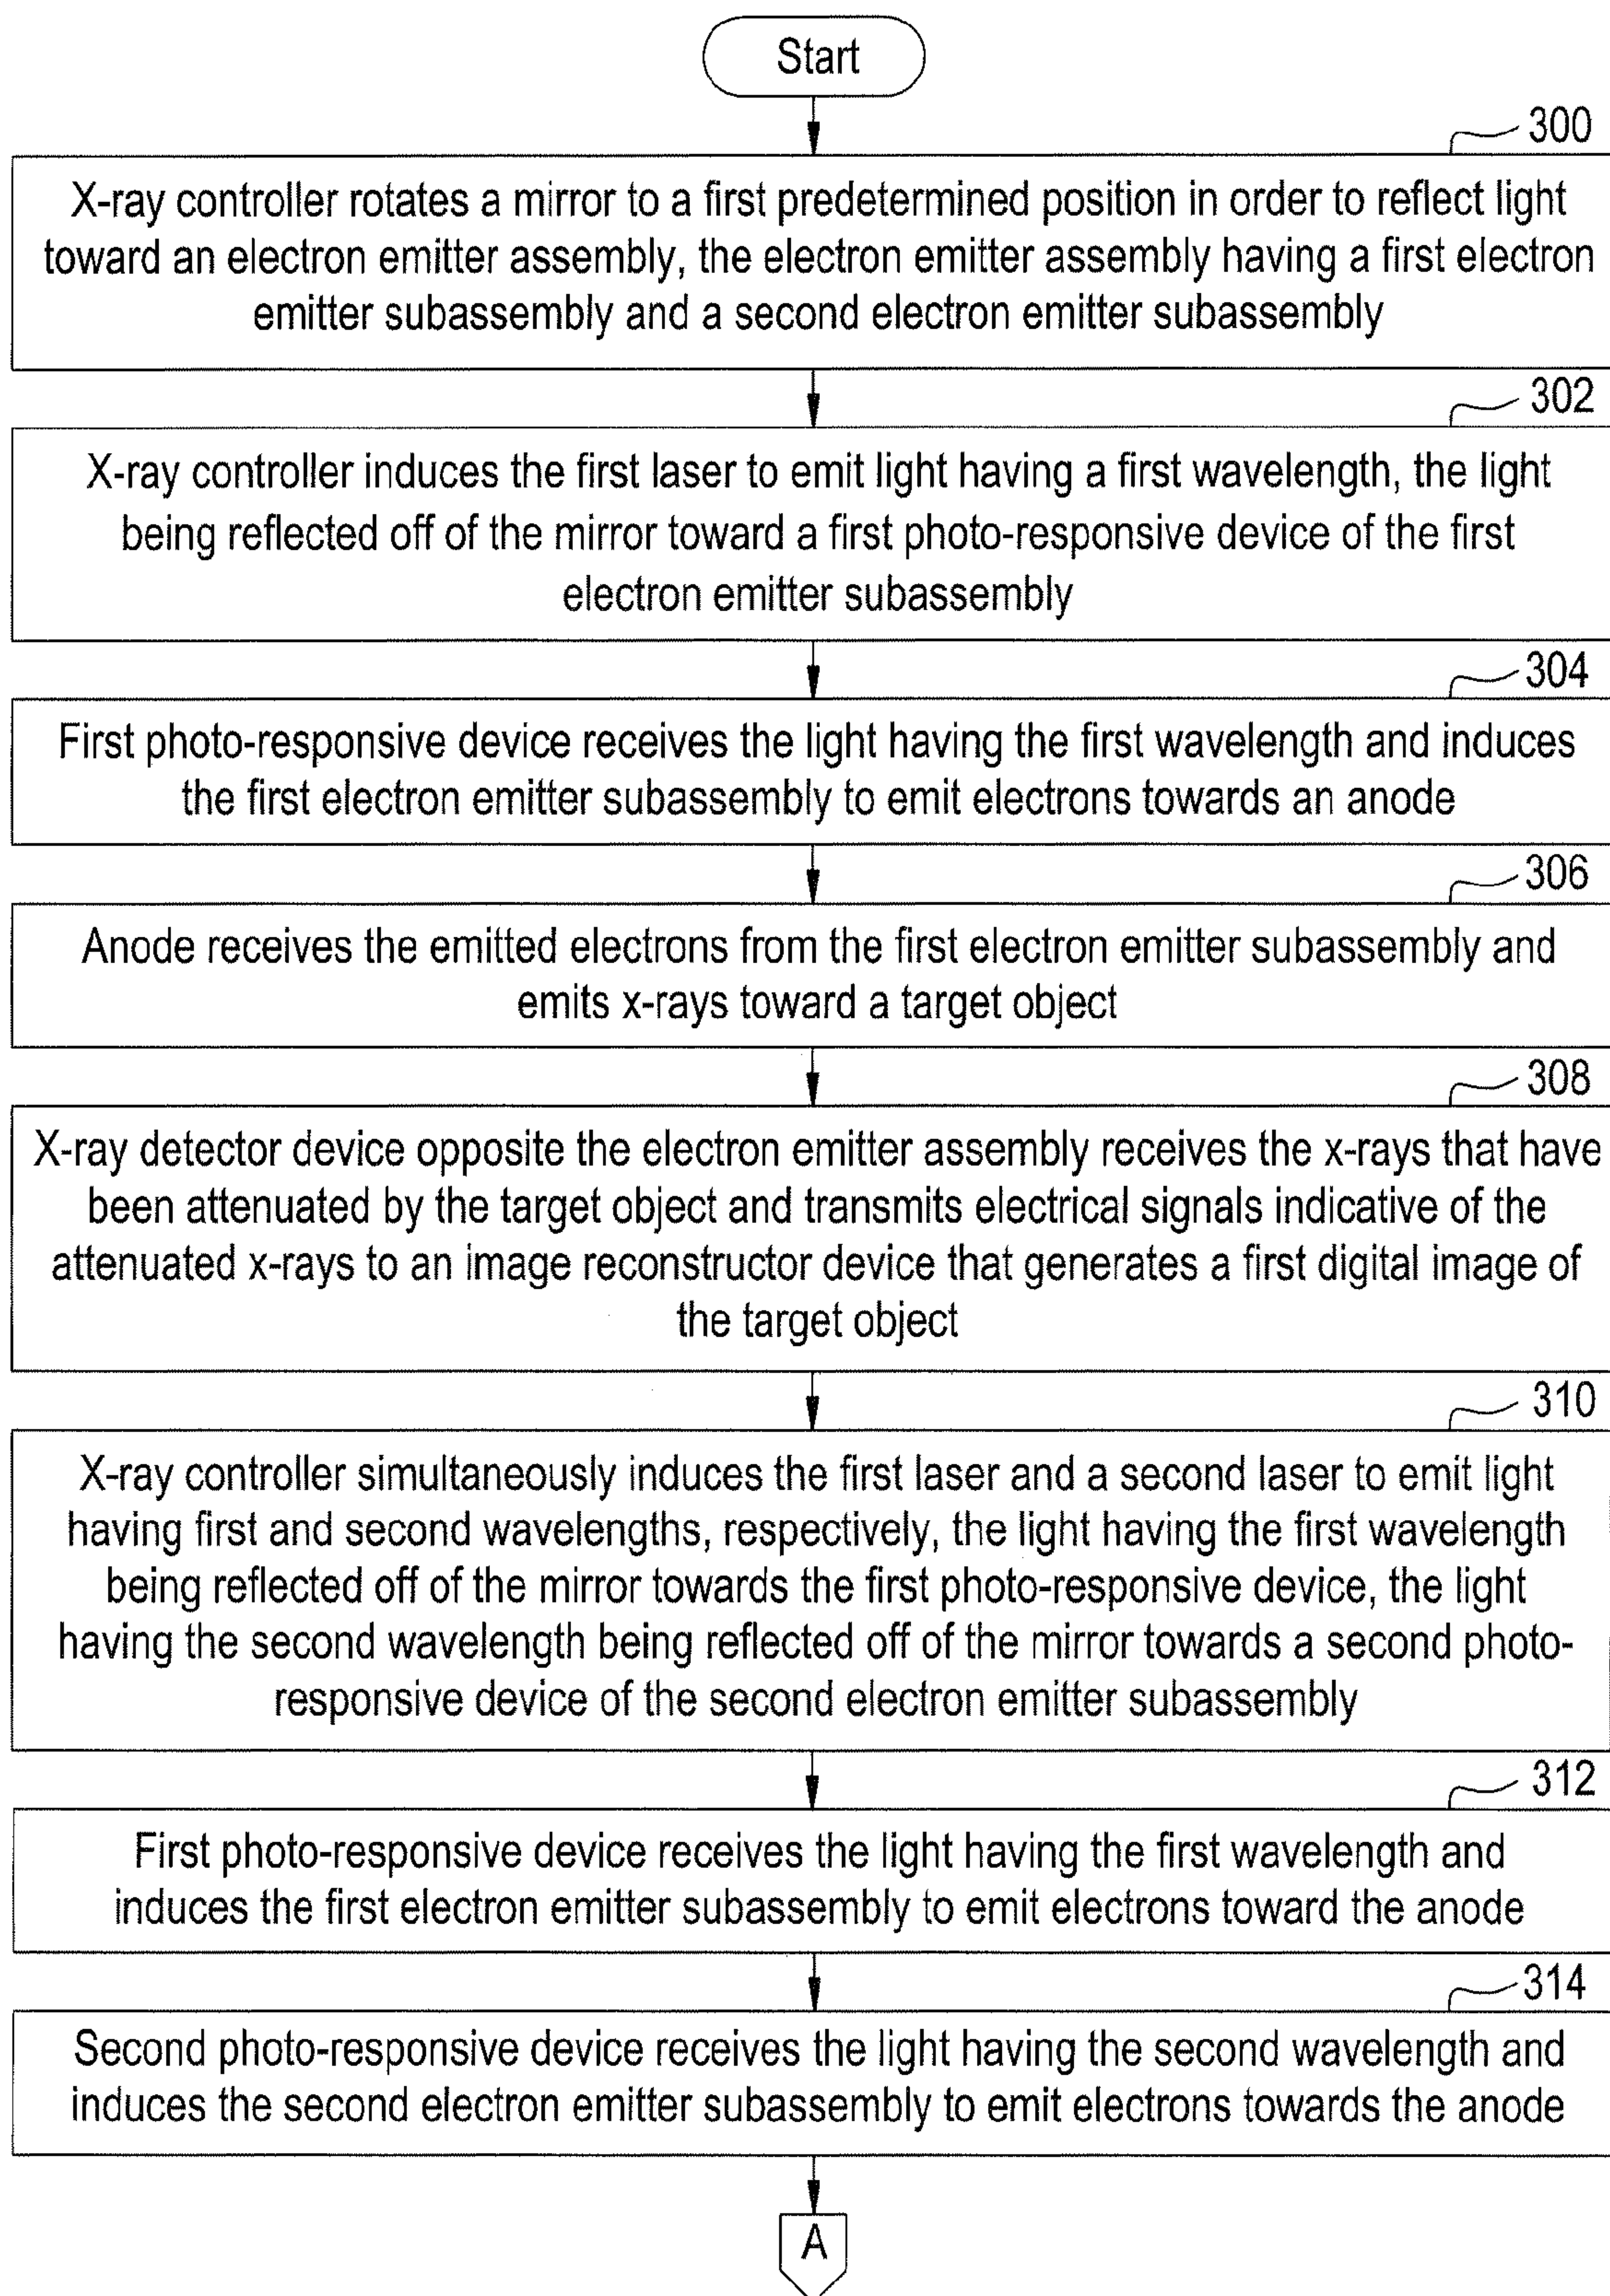 Start
300
X-ray controller rotates a mirror to a first predetermined position in order to reflect light
toward an electron emitter assembly, the electron emitter assembly having a first electron
emitter subassembly and a second electron emitter subassembly
302
X-ray controller induces the first laser to emit light having a first wavelength, the light
being reflected off of the mirror toward a first photo-responsive device of the first
electron emitter subassembly
304
First photo-responsive device receives the light having the first wavelength and induces
the first electron emitter subassembly to emit electrons towards an anode
306
Anode receives the emitted electrons from the first electron emitter subassembly and
emits x-rays toward a target object
308
X-ray detector device opposite the electron emitter assembly receives the x-rays that have
been attenuated by the target object and transmits electrical signals indicative of the
attenuated x-rays to an image reconstructor device that generates a first digital image of
the target object
310
X-ray controller simultaneously induces the first laser and a second laser to emit light
having first and second wavelengths, respectively, the light having the first wavelength
being reflected off of the mirror towards the first photo-responsive device, the light
having the second wavelength being reflected off of the mirror towards a second photo-
responsive device of the second electron emitter subassembly
312
First photo-responsive device receives the light having the first wavelength and
induces the first electron emitter subassembly to emit electrons toward the anode
314
Second photo-responsive device receives the light having the second wavelength and
induces the second electron emitter subassembly to emit electrons towards the anode
A